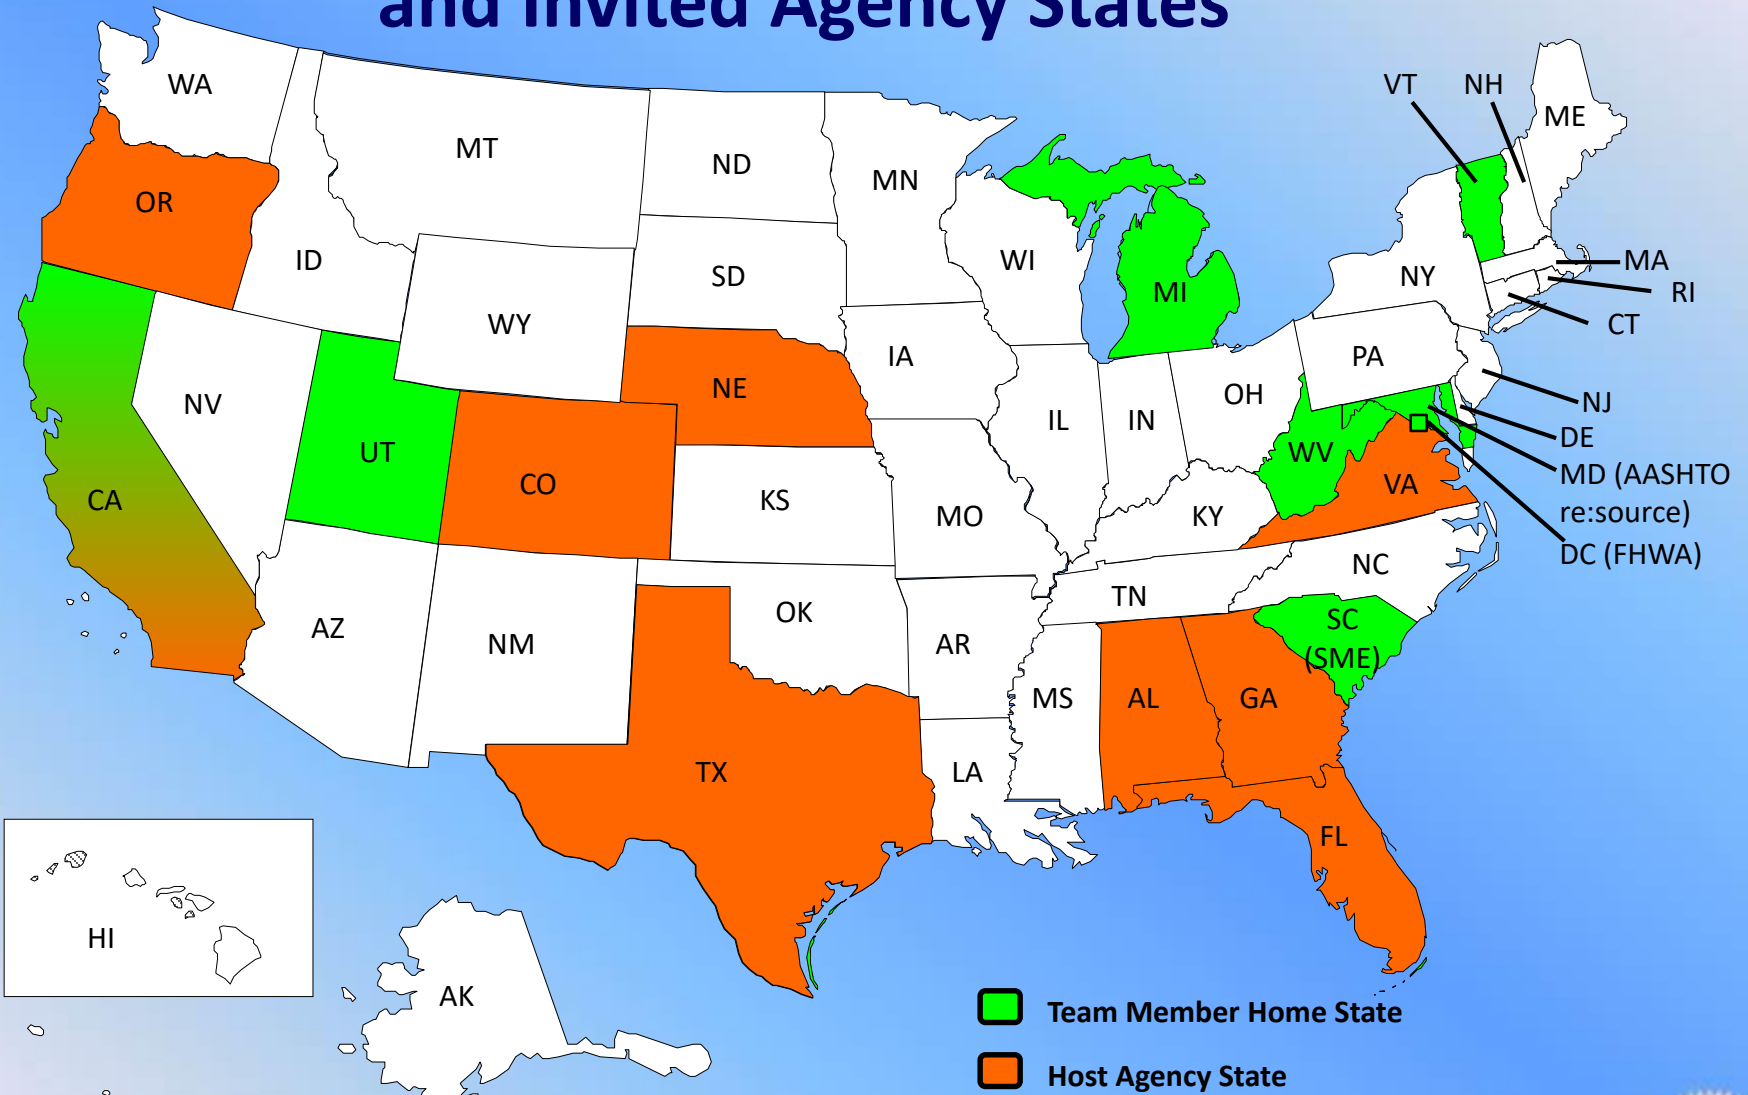 and Invited Agency States
WA
MT
ND
MN
VT
NH
ME
OR
ID
SD
WI
MI
NY
MA
RI
CT
WY
IA
PA
NE
NV
UT
CO
KS
MO
IL
IN
OH
WV
KY
VA
NJ
DE
MD (AASHTO
re:source)
DC (FHWA)
CA
AZ
NM
OK
AR
TN
NC
SC
(SME)
MS
AL
GA
TX
LA
FL
HI
AK
Team Member Home State
Host Agency State